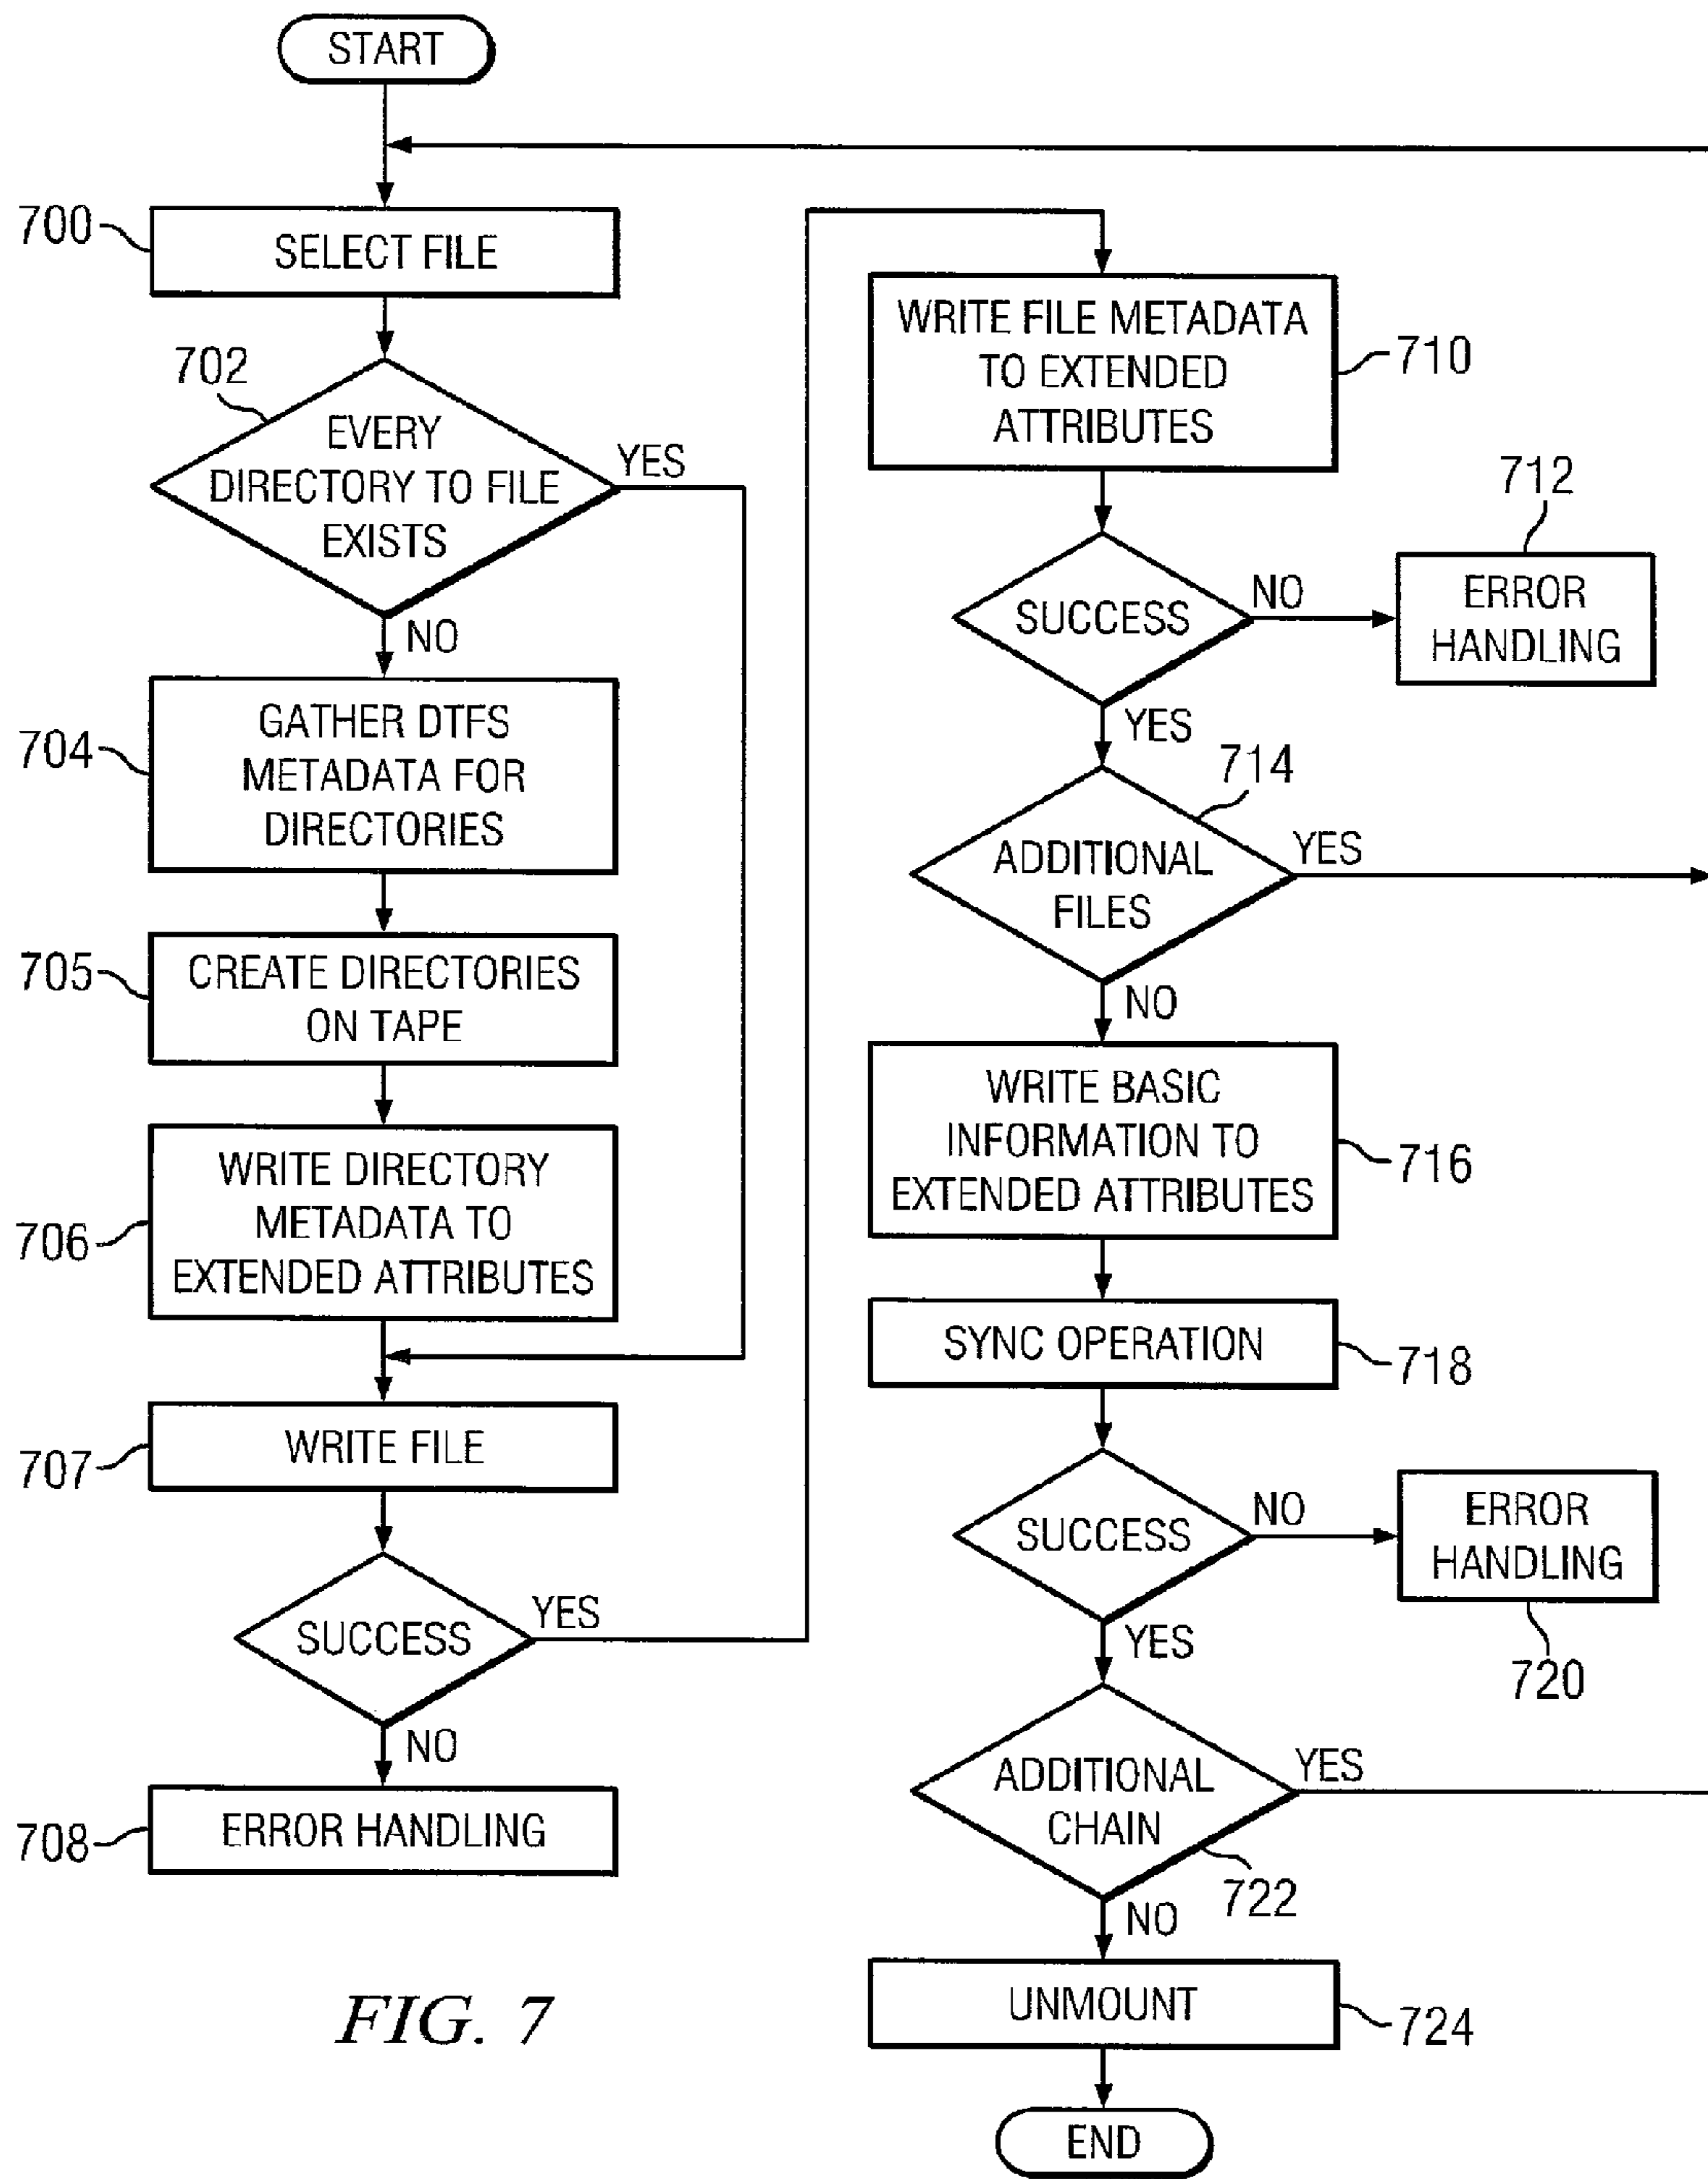 START
700
SELECT FILE
702
EVERY
DIRECTORY TO FILE
EXISTS
YES
NO
704
GATHER DTFS
METADATA FOR
DIRECTORIES
705
CREATE DIRECTORIES
ON TAPE
706
WRITE DIRECTORY
METADATA TO
EXTENDED ATTRIBUTES
707
WRITE FILE
SUCCESS
YES
NO
708
ERROR HANDLING
WRITE FILE METADATA
TO EXTENDED
ATTRIBUTES
710
SUCCESS
NO
712
ERROR
HANDLING
YES
714
ADDITIONAL
FILES
YES
NO
WRITE BASIC
INFORMATION TO
EXTENDED ATTRIBUTES
716
SYNC OPERATION
718
SUCCESS
NO
ERROR
HANDLING
720
YES
ADDITIONAL
CHAIN
YES
722
NO
UNMOUNT
724
END
FIG. 7